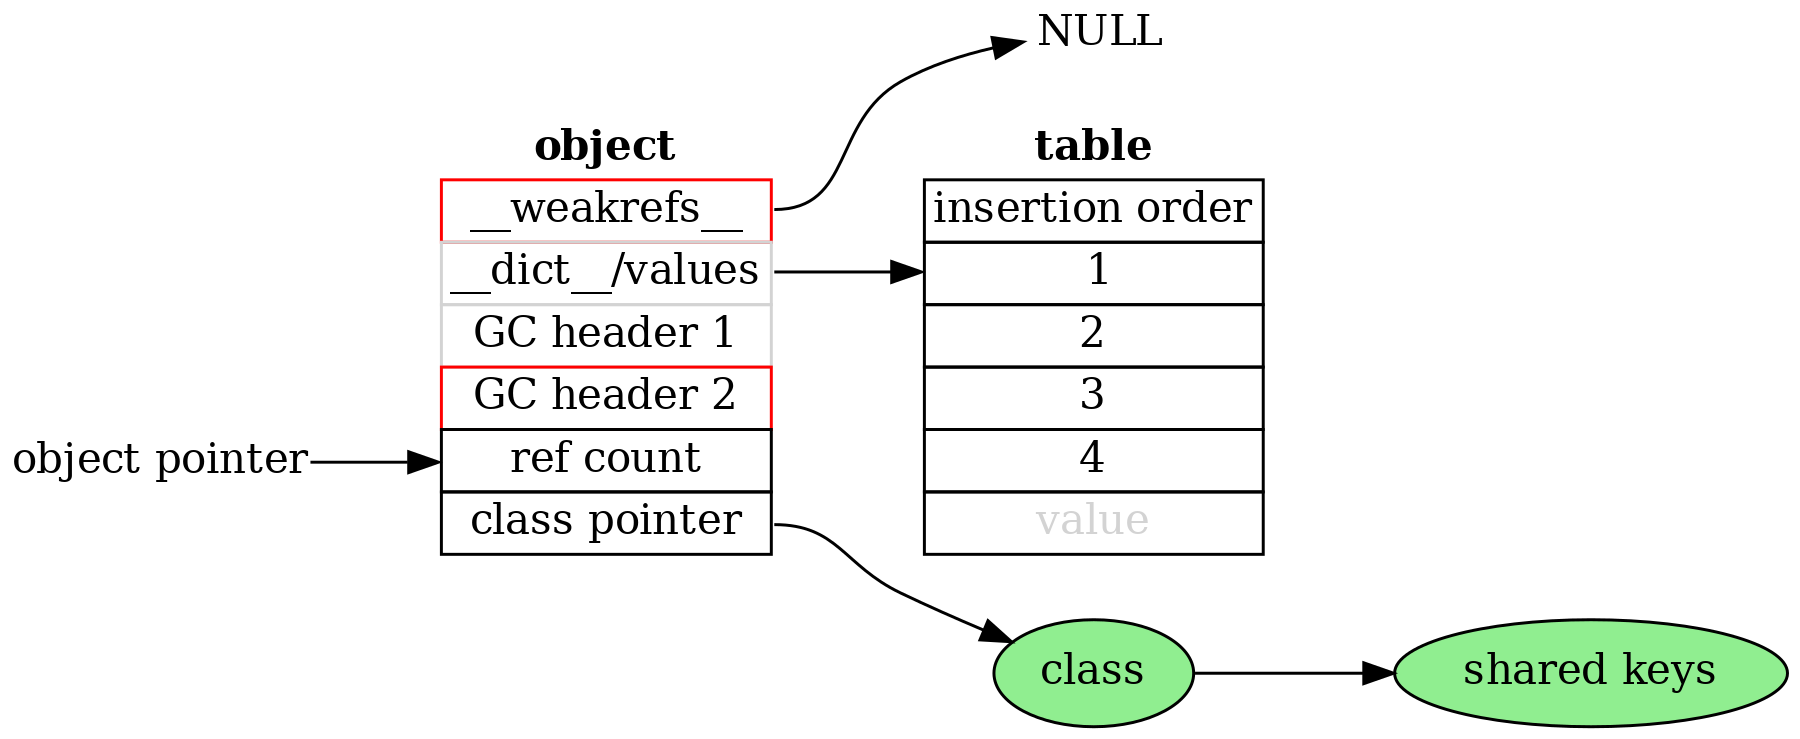 NULL
object
__weakrefs__
__dict__/values
GC header 1
GC header 2
ref count
class pointer
object pointer
table
insertion order
1
2
3
4
value
class
shared keys